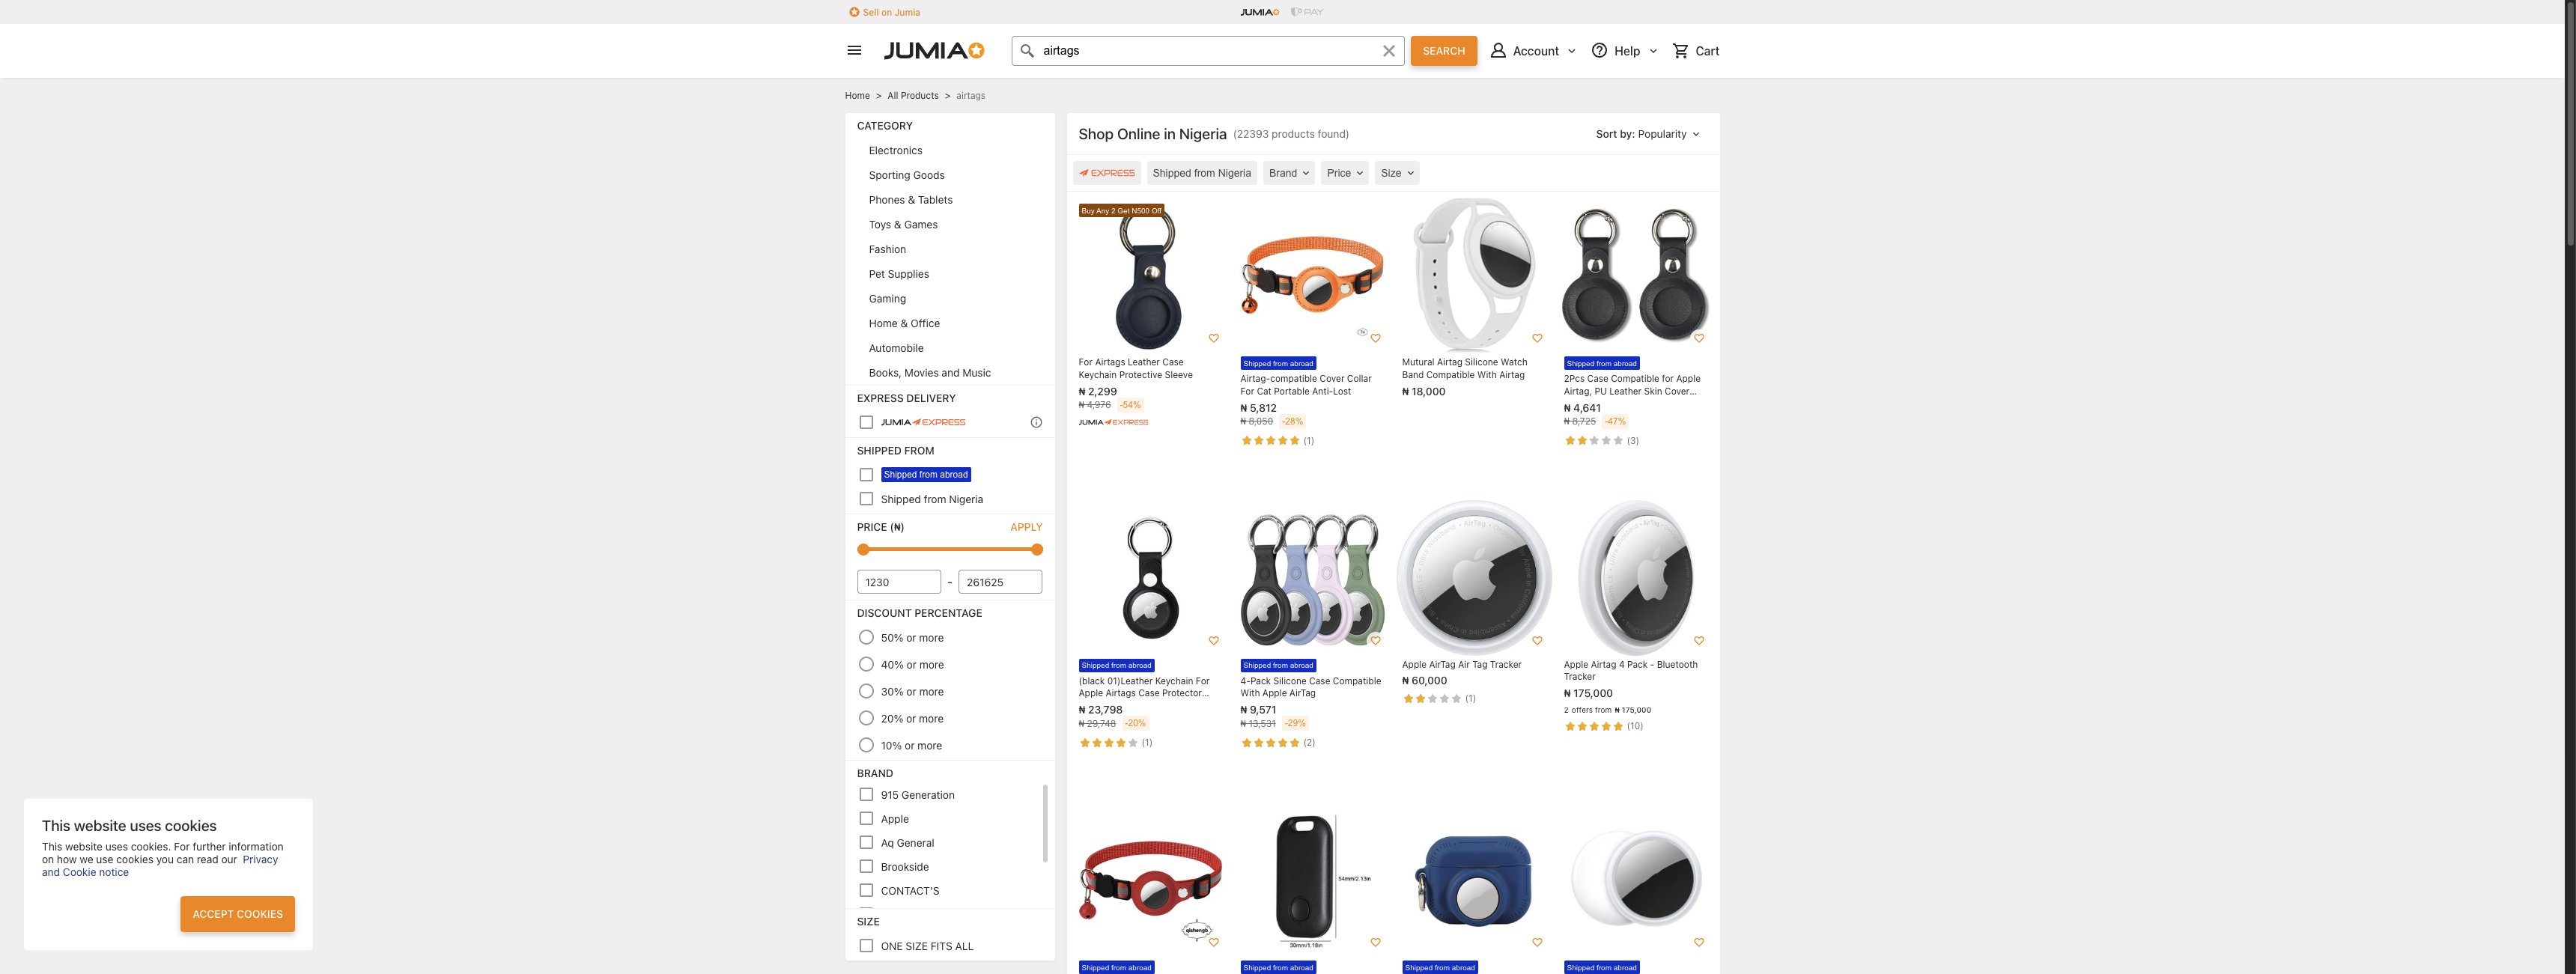 Sell on Jumia
JUMIA
PAY
JUMIA
airtags
SEARCH
Account
Help
Cart
Home > All Products > airtags
CATEGORY
Electronics
Sporting Goods
Phones & Tablets
Toys & Games
Fashion
Pet Supplies
Gaming
Home & Office
Automobile
Books, Movies and Music
EXPRESS DELIVERY
JUMIA EXPRESS
SHIPPED FROM
Shipped from abroad
Shipped from Nigeria
PRICE (₦)
APPLY
1230 - 261625
DISCOUNT PERCENTAGE
50% or more
40% or more
30% or more
20% or more
10% or more
BRAND
915 Generation
Apple
Aq General
Brookside
CONTACT'S
SIZE
ONE SIZE FITS ALL
Shop Online in Nigeria (22393 products found)
Sort by: Popularity
EXPRESS
Shipped from Nigeria
Brand
Price
Size
Buy Any 2 Get N500 Off
For Airtags Leather Case
Keychain Protective Sleeve
₦ 2,299
₦ 4,976 -54%
JUMIA EXPRESS
Shipped from abroad
Airtag-compatible Cover Collar
For Cat Portable Anti-Lost
₦ 5,812
₦ 8,050 -28%
(1)
Mutural Airtag Silicone Watch
Band Compatible With Airtag
₦ 18,000
Shipped from abroad
2Pcs Case Compatible for Apple
Airtag, PU Leather Skin Cover...
₦ 4,641
₦ 8,725 -47%
(3)
Shipped from abroad
(black 01)Leather Keychain For
Apple Airtags Case Protector...
₦ 23,798
₦ 29,748 -20%
(1)
Shipped from abroad
4-Pack Silicone Case Compatible
With Apple AirTag
₦ 9,571
₦ 13,531 -29%
(2)
Apple AirTag Air Tag Tracker
₦ 60,000
(1)
Apple Airtag 4 Pack - Bluetooth
Tracker
₦ 175,000
2 offers from ₦ 175,000
(10)
qishengb
54mm/2.13in
30mm/1.18in
Shipped from abroad
Shipped from abroad
Shipped from abroad
Shipped from abroad
This website uses cookies
This website uses cookies. For further information
on how we use cookies you can read our Privacy
and Cookie notice
ACCEPT COOKIES